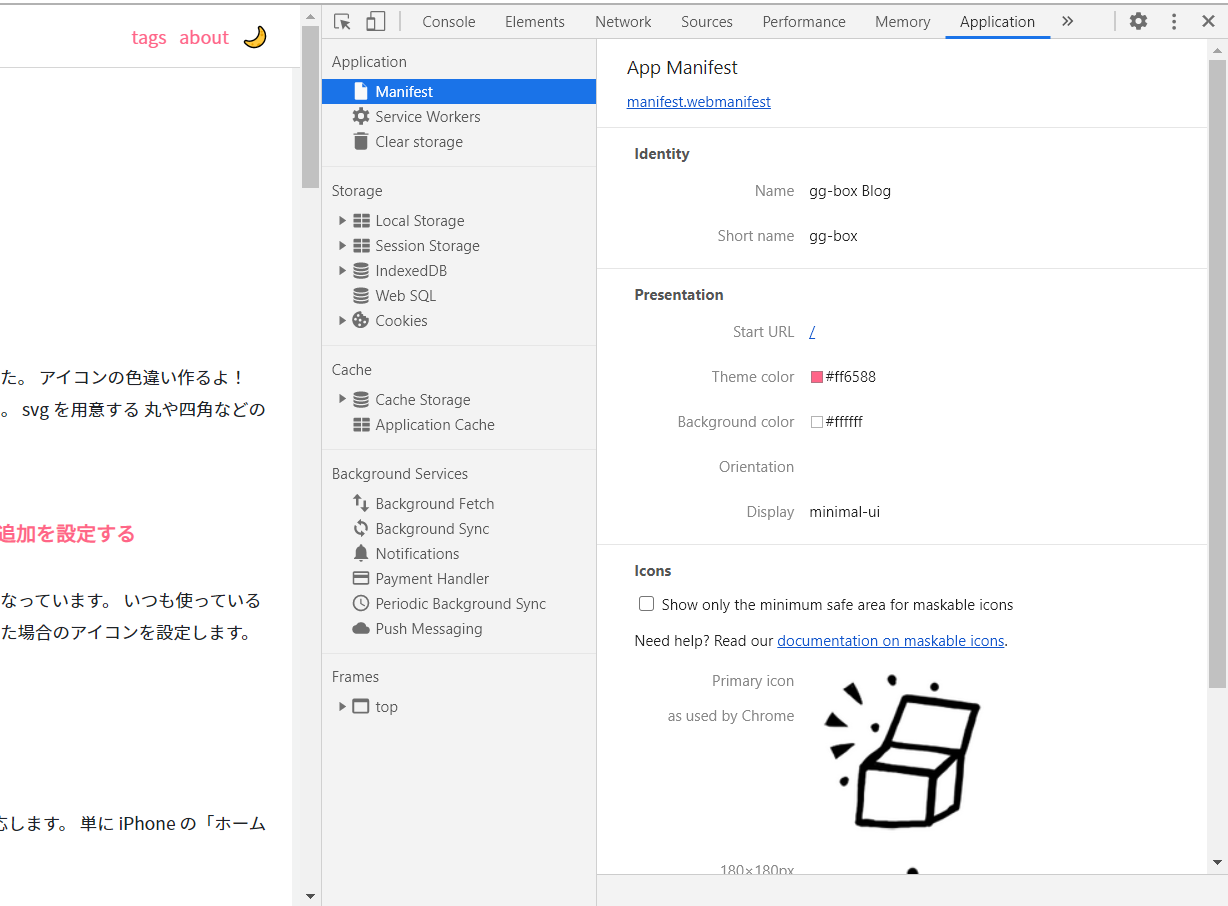 tags about
た。 アイコンの色違い作るよ！
。 svg を用意する 丸や四角などの
追加を設定する
なっています。 いつも使っている
た場合のアイコンを設定します。
応します。 単に iPhone の「ホーム
Console Elements Network Sources Performance Memory Application
Application
Manifest
Service Workers
Clear storage
Storage
Local Storage
Session Storage
IndexedDB
Web SQL
Cookies
Cache
Cache Storage
Application Cache
Background Services
Background Fetch
Background Sync
Notifications
Payment Handler
Periodic Background Sync
Push Messaging
Frames
top
App Manifest
manifest.webmanifest
Identity
Name gg-box Blog
Short name gg-box
Presentation
Start URL /
Theme color #ff6588
Background color #ffffff
Orientation
Display minimal-ui
Icons
Show only the minimum safe area for maskable icons
Need help? Read our documentation on maskable icons.
Primary icon
as used by Chrome
180×180px